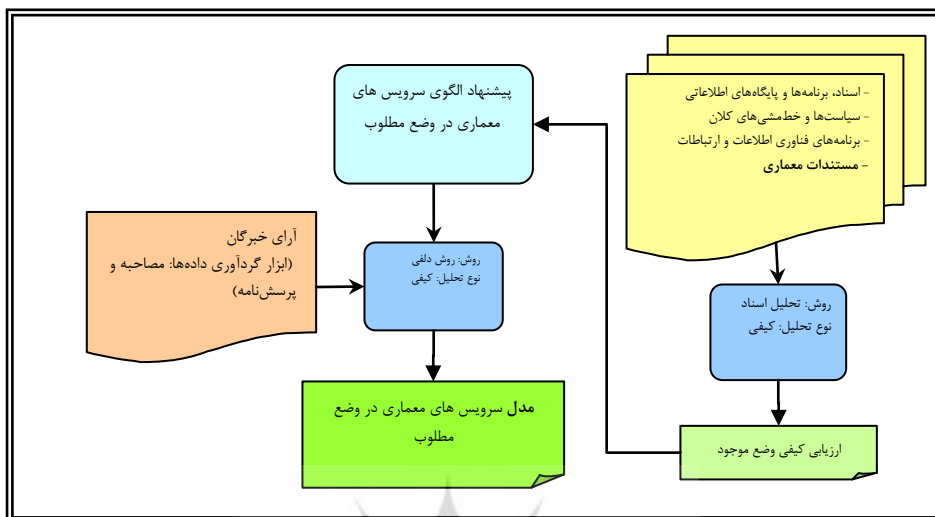 - اسناد، برنامه‌ها و پایگاه‌های اطلاعاتی
- سیاست‌ها و خط‌مشی‌های کلان
- برنامه‌های فناوری اطلاعات و ارتباطات
- مستندات معماری
روش: تحلیل اسناد
نوع تحلیل: کیفی
ارزیابی کیفی وضع موجود
پیشنهاد الگوی سرویس های
معماری در وضع مطلوب
آرای خبرگان
(ابزار گردآوری داده‌ها: مصاحبه و
پرسش‌نامه)
روش: روش دلفی
نوع تحلیل: کیفی
مدل سرویس های معماری در وضع
مطلوب